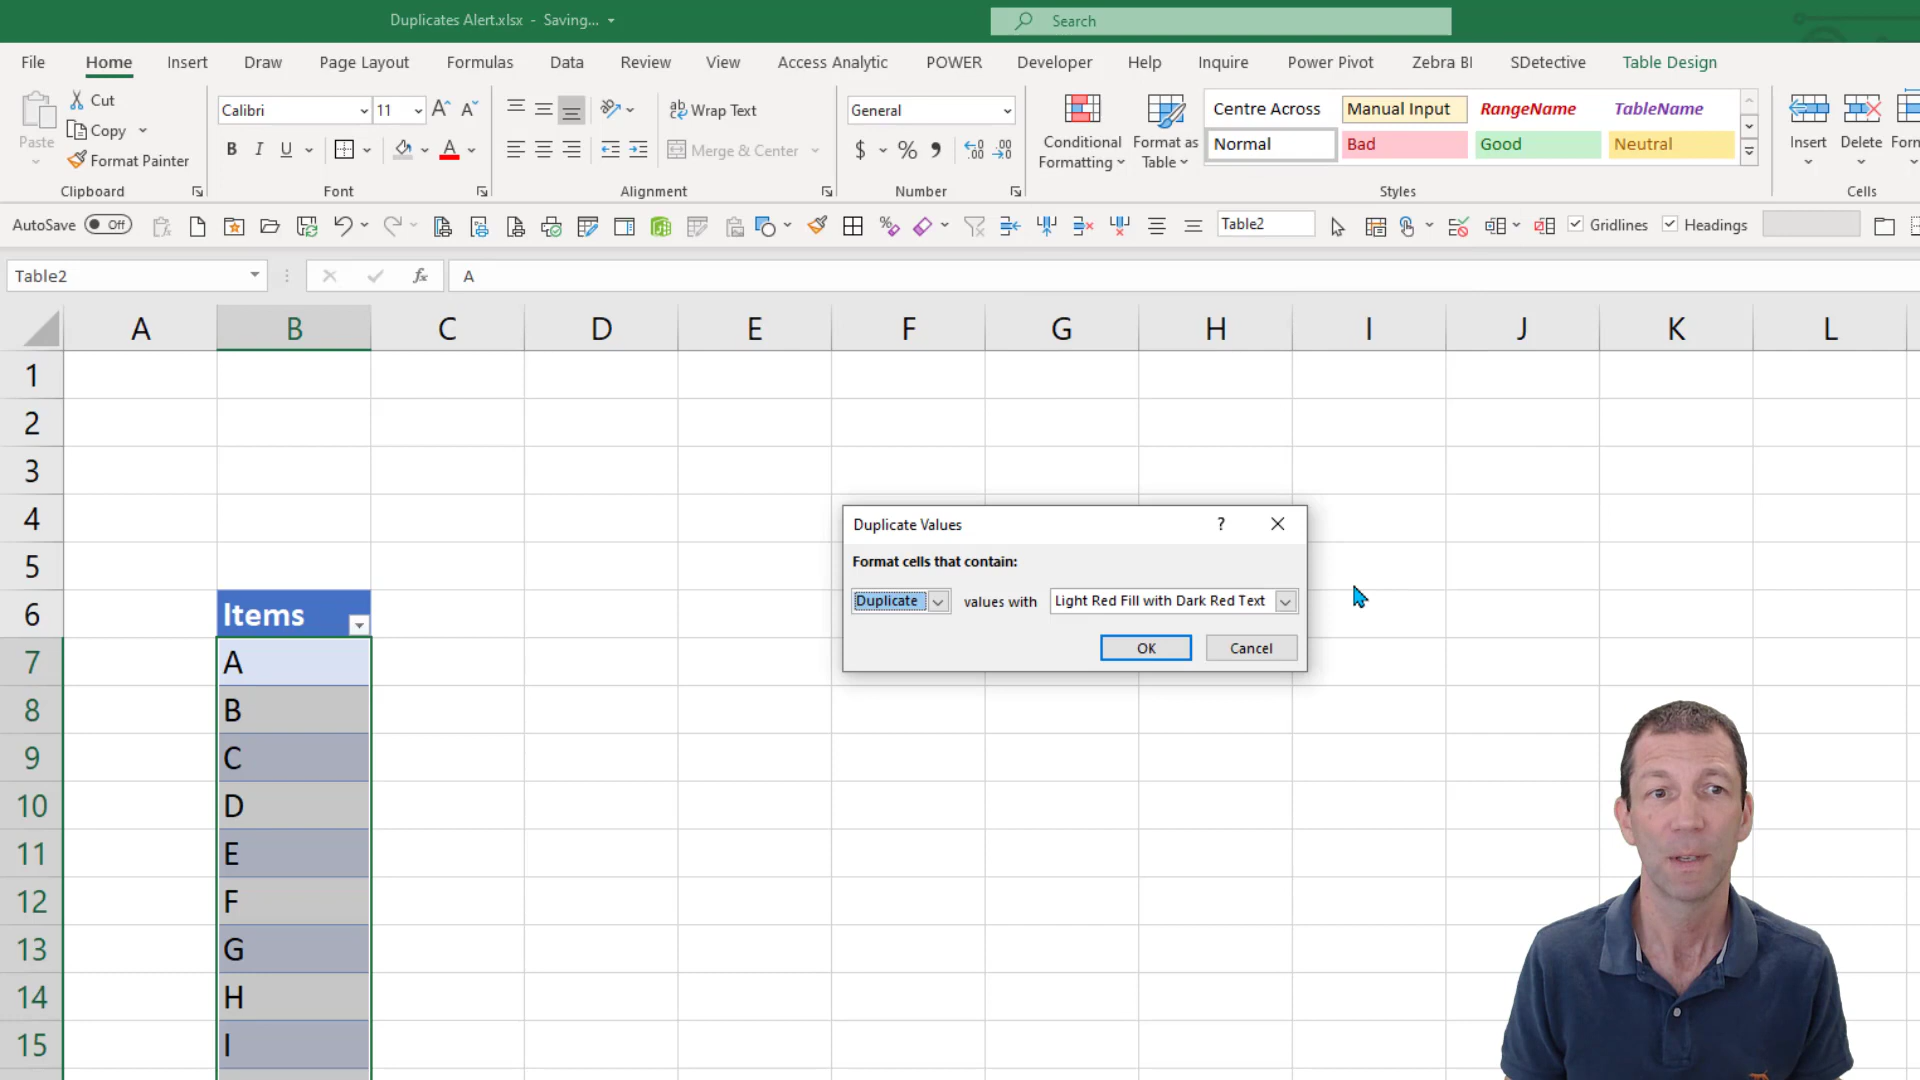 Duplicates Alert.xlsx - Saving...
Search
File Home Insert Draw Page Layout Formulas Data Review View Access Analytic POWER Developer Help Inquire Power Pivot Zebra BI SDetective Table Design
Paste
Cut
Copy
Format Painter
Clipboard
Calibri 11
B I U
Font
Wrap Text
Merge & Center
Alignment
General
$ % 9
Number
Conditional Formatting
Format as Table
Centre Across Manual Input RangeName TableName
Normal Bad Good Neutral
Styles
Insert Delete
Cells
AutoSave Off
Table2
Gridlines Headings
Table2
fx
A
A B C D E F G H I J K L
1
2
3
4
5
6 Items
7 A
8 B
9 C
10 D
11 E
12 F
13 G
14 H
15 I
Duplicate Values ?
Format cells that contain:
Duplicate values with Light Red Fill with Dark Red Text
OK Cancel